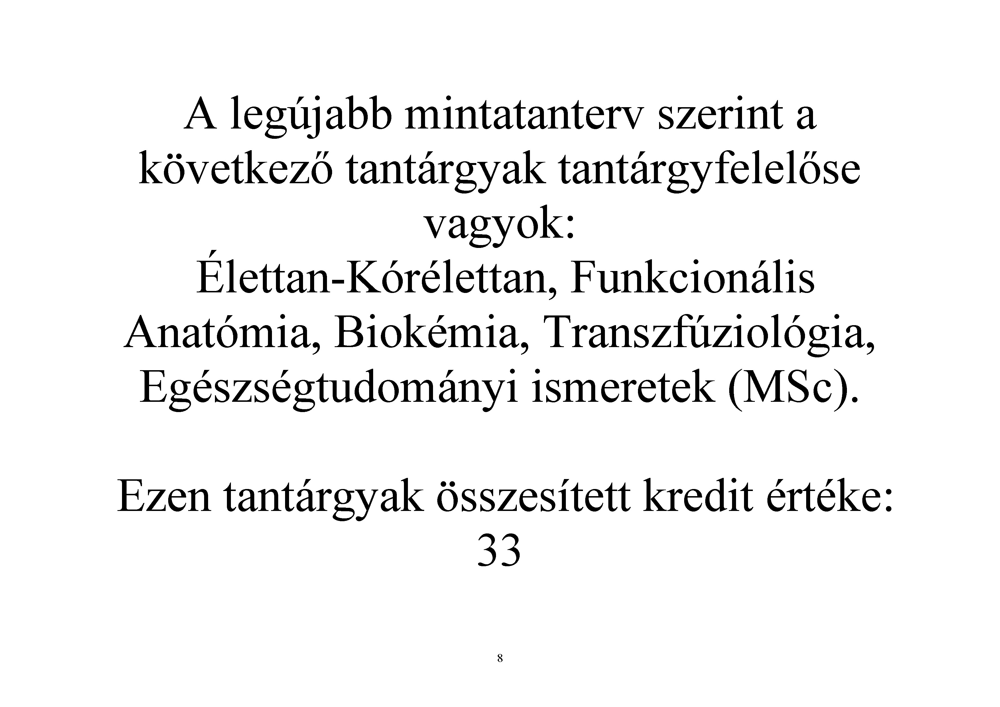 A legújabb mintatanterv szerint a
következő tantárgyak tantárgyfelelőse
vagyok:
Élettan-Kórélettan, Funkcionális
Anatómia, Biokémia, Transzfúziológia,
Egészségtudományi ismeretek (MSc).
Ezen tantárgyak összesített kredit értéke:
33
8